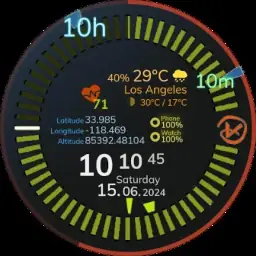 10h
40% 29°C
Los Angeles
30°C / 17°C
71
10m
Latitude 33.985
Longitude -118.469
Altitude 85392.48104
Phone
100%
Watch
100%
10 10 45
Saturday
15.06.2024